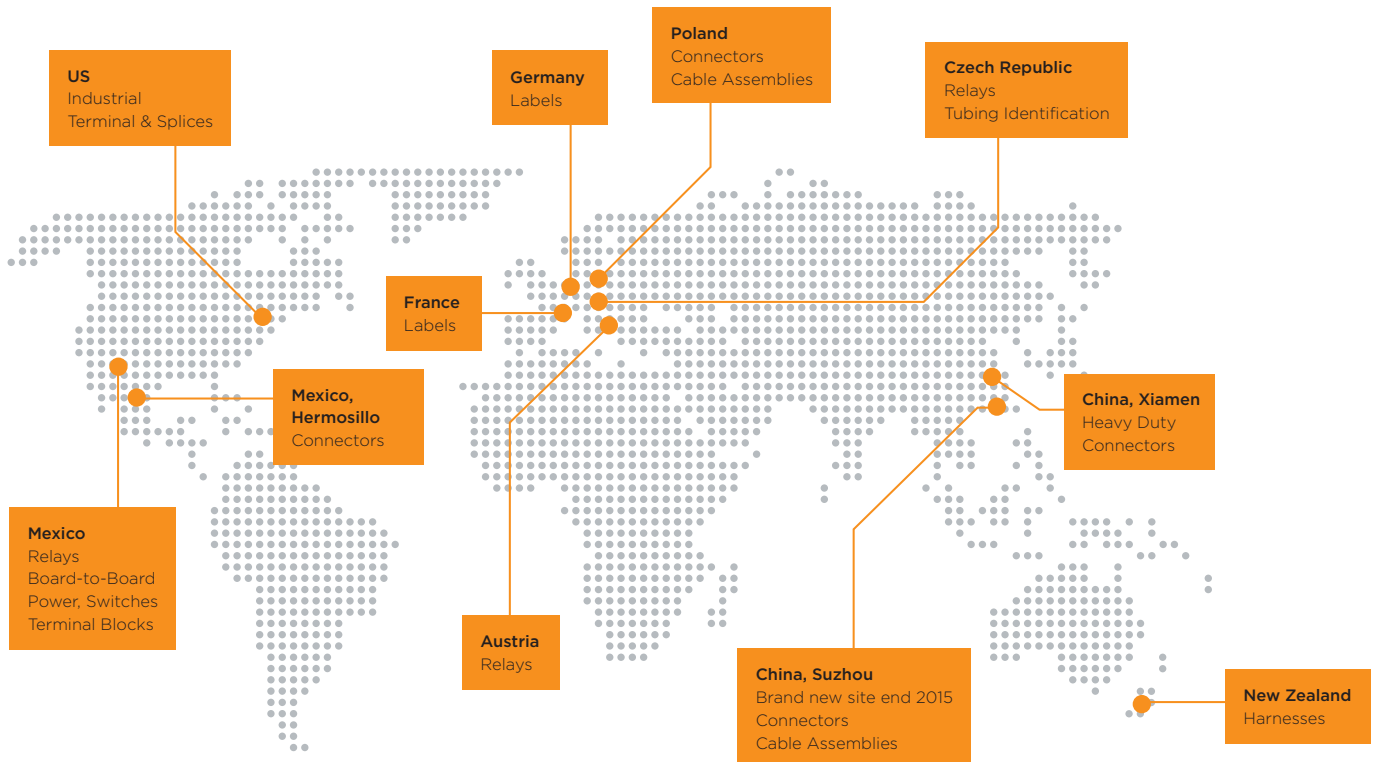 US
Industrial
Terminal & Splices
Germany
Labels
Poland
Connectors
Cable Assemblies
Czech Republic
Relays
Tubing Identification
France
Labels
Mexico,
Hermosillo
Connectors
China, Xiamen
Heavy Duty
Connectors
Mexico
Relays
Board-to-Board
Power, Switches
Terminal Blocks
Austria
Relays
China, Suzhou
Brand new site end 2015
Connectors
Cable Assemblies
New Zealand
Harnesses